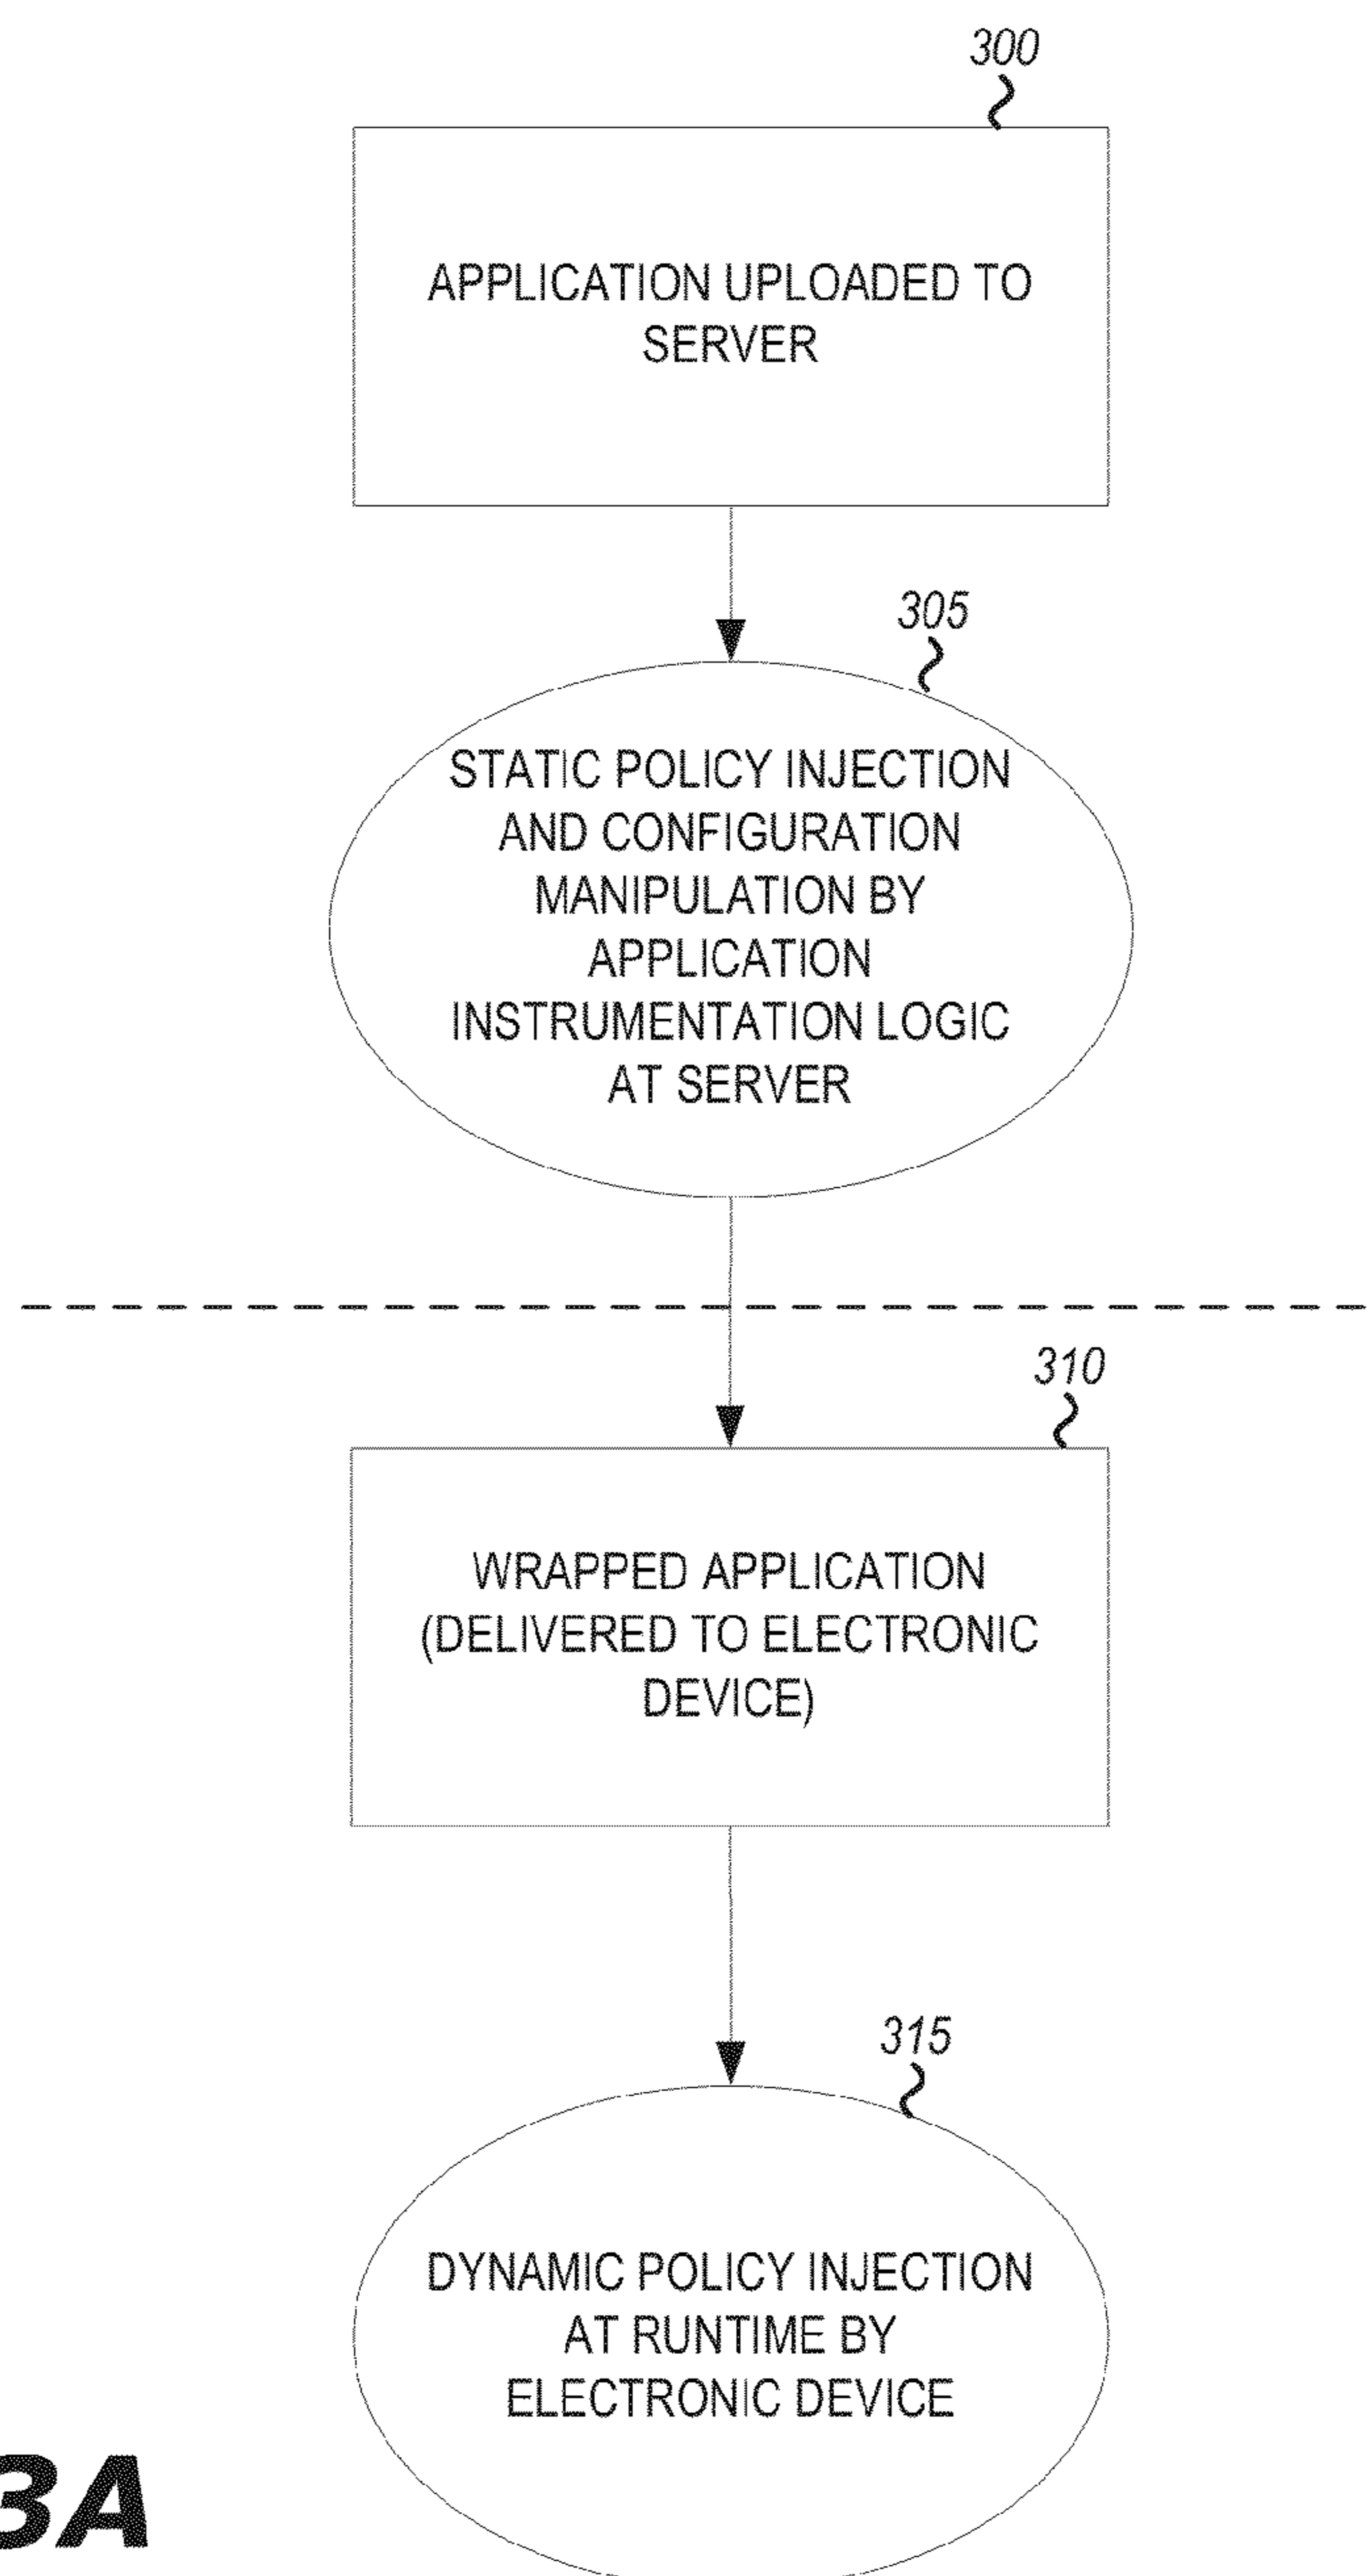 300
APPLICATION UPLOADED TO
SERVER
305
STATIC POLICY INJECTION
AND CONFIGURATION
MANIPULATION BY
APPLICATION
INSTRUMENTATION LOGIC
AT SERVER
310
WRAPPED APPLICATION
(DELIVERED TO ELECTRONIC
DEVICE)
315
DYNAMIC POLICY INJECTION
AT RUNTIME BY
ELECTRONIC DEVICE
3A